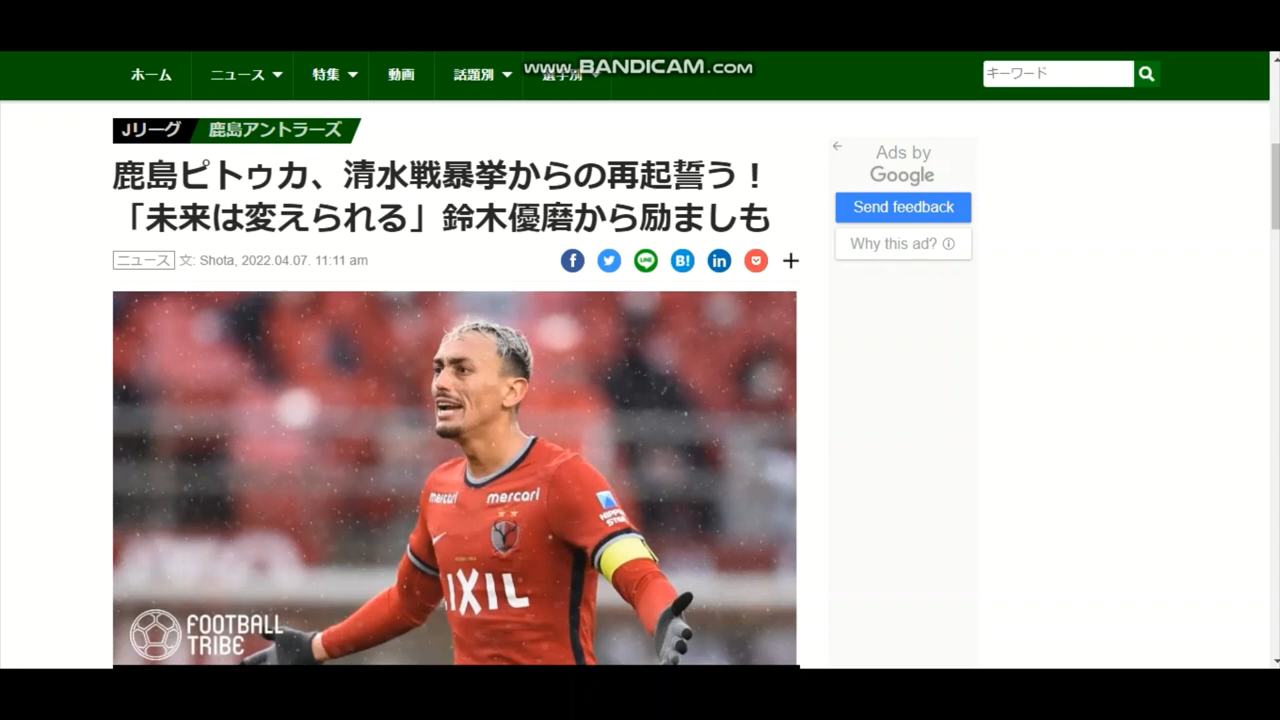 www.BANDICAM.com
ホーム
ニュース
特集
動画
話題別
キーワード
Jリーグ
鹿島アントラーズ
鹿島ピトゥカ、清水戦暴挙からの再起誓う！
「未来は変えられる」鈴木優磨から励ましも
ニュース 文: Shota, 2022.04.07. 11:11 am
LINE
B!
in
Ads by
Google
Send feedback
Why this ad?
mercari
mercari
IXIL
FOOTBALL
TRIBE